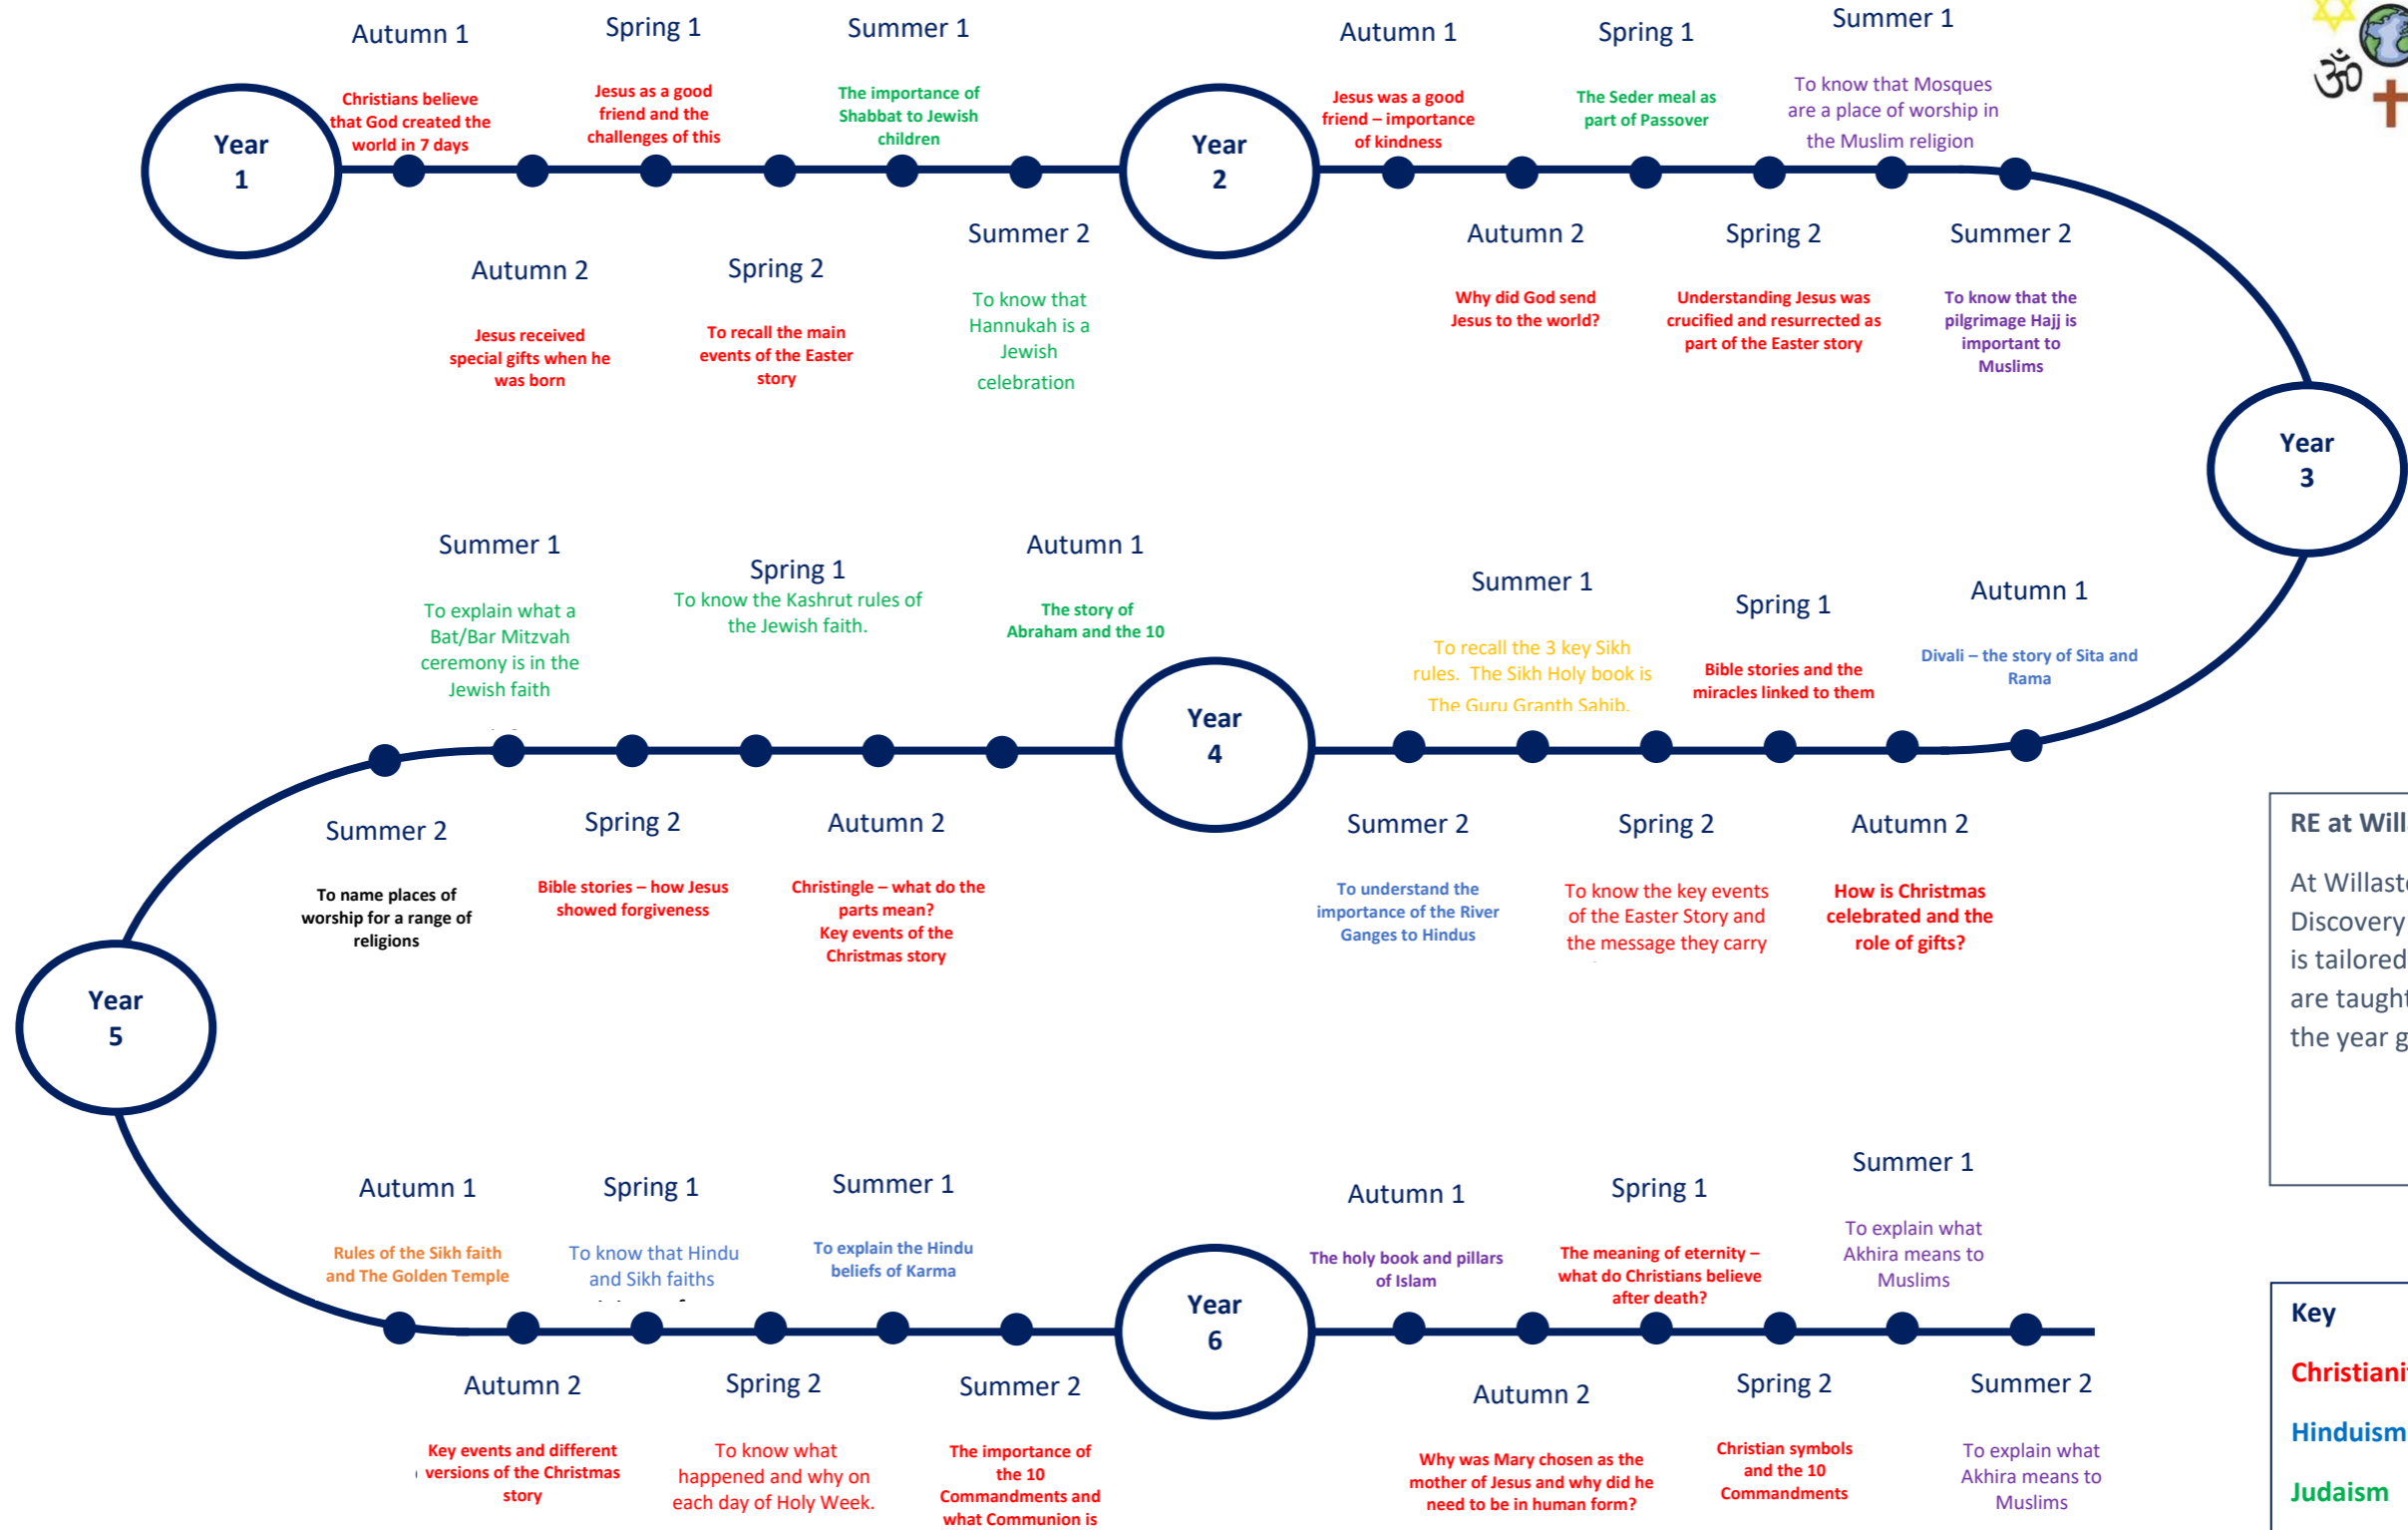 Autumn 1
Christians believe
that God created the
world in 7 days
Spring 1
Jesus as a good
friend and the
challenges of this
Summer 1
The importance of
Shabbat to Jewish
children
Year
1
Autumn 2
Jesus received
special gifts when he
was born
Spring 2
To recall the main
events of the Easter
story
Summer 2
To know that
Hannukah is a
Jewish
celebration
Year
2
Autumn 1
Jesus was a good
friend – importance
of kindness
Spring 1
The Seder meal as
part of Passover
Summer 1
To know that Mosques
are a place of worship in
the Muslim religion
Autumn 2
Why did God send
Jesus to the world?
Spring 2
Understanding Jesus was
crucified and resurrected as
part of the Easter story
Summer 2
To know that the
pilgrimage Hajj is
important to
Muslims
ॐ
Year
3
Autumn 1
Divali – the story of Sita and
Rama
Spring 1
Bible stories and the
miracles linked to them
Summer 1
To recall the 3 key Sikh
rules. The Sikh Holy book is
The Guru Granth Sahib.
Autumn 2
How is Christmas
celebrated and the
role of gifts?
Spring 2
To know the key events
of the Easter Story and
the message they carry
Summer 2
To understand the
importance of the River
Ganges to Hindus
Year
4
Autumn 1
The story of
Abraham and the 10
Spring 1
To know the Kashrut rules of
the Jewish faith.
Summer 1
To explain what a
Bat/Bar Mitzvah
ceremony is in the
Jewish faith
Autumn 2
Christingle – what do the
parts mean?
Key events of the
Christmas story
Spring 2
Bible stories – how Jesus
showed forgiveness
Summer 2
To name places of
worship for a range of
religions
Year
5
Autumn 1
Rules of the Sikh faith
and The Golden Temple
Spring 1
To know that Hindu
and Sikh faiths
Summer 1
To explain the Hindu
beliefs of Karma
Autumn 2
Key events and different
versions of the Christmas
story
Spring 2
To know what
happened and why on
each day of Holy Week.
Summer 2
The importance of
the 10
Commandments and
what Communion is
Year
6
Autumn 1
The holy book and pillars
of Islam
Spring 1
The meaning of eternity –
what do Christians believe
after death?
Summer 1
To explain what
Akhira means to
Muslims
Autumn 2
Why was Mary chosen as the
mother of Jesus and why did he
need to be in human form?
Spring 2
Christian symbols
and the 10
Commandments
Summer 2
To explain what
Akhira means to
Muslims
RE at Will
At Willast
Discovery
is tailored
are taught
the year g
Key
Christiani
Hinduism
Judaism